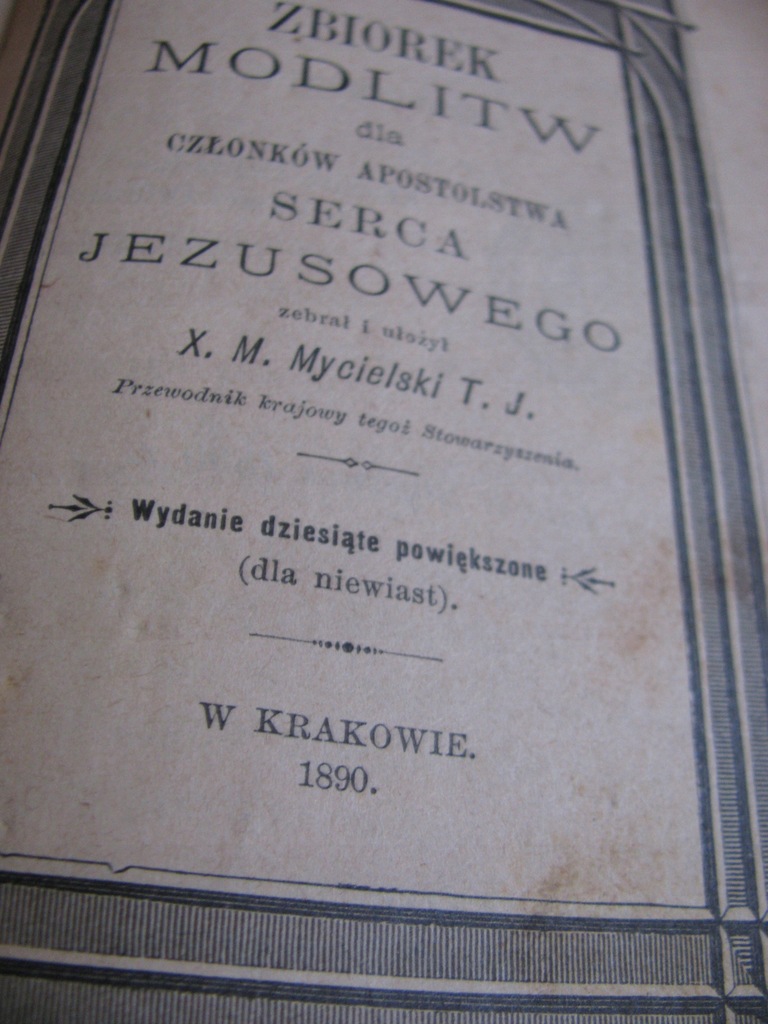 ZBIOREK
MODLITW
dla
CZŁONKÓW APOSTOLSTWA
SERCA
JEZUSOWEGO
zebrał i ułożył
X. M. Mycielski T. J.
Przewodnik krajowy tegoż Stowarzyszenia.
Wydanie dziesiąte powiększone
(dla niewiast).
W KRAKOWIE.
1890.